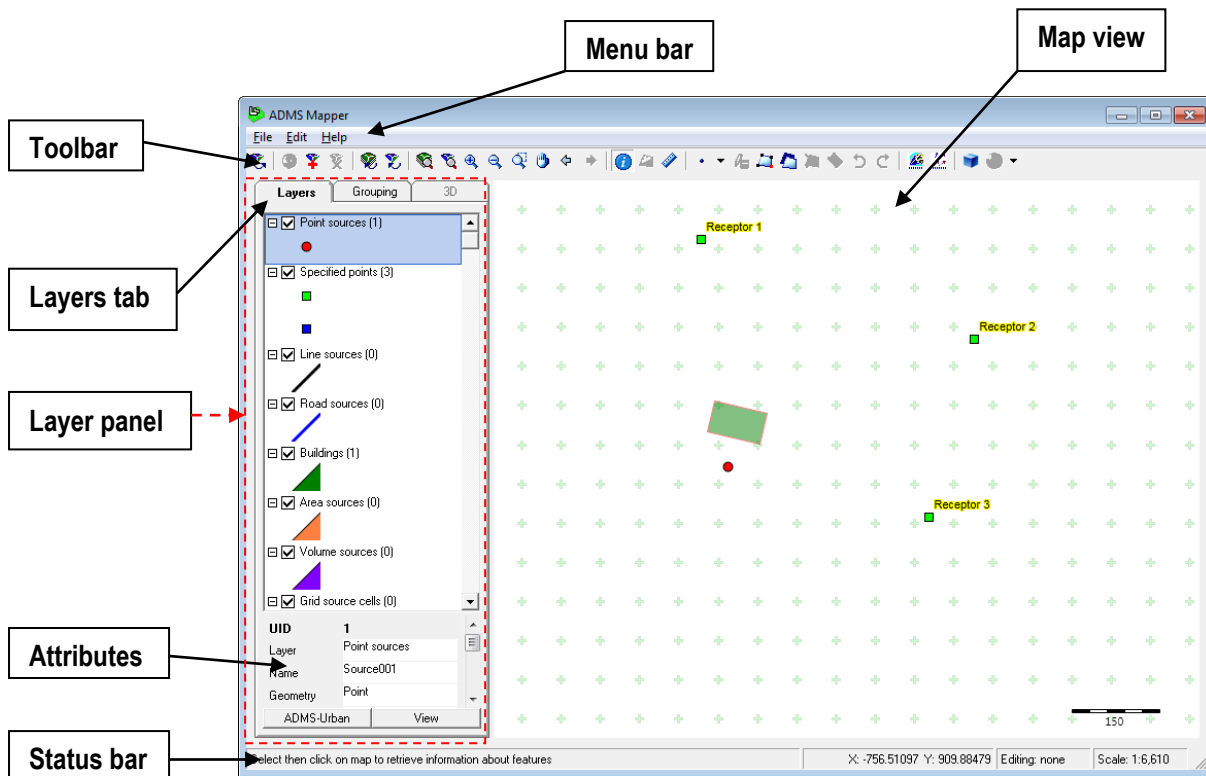 Menu bar
Map view
Toolbar
Layers tab
Layer panel
Attributes
Status bar
ADMS Mapper
File Edit Help
Layers Grouping 3D
Point sources (1)
Specified points (3)
Line sources (0)
Road sources (0)
Buildings (1)
Area sources (0)
Volume sources (0)
Grid source cells (0)
UID 1
Layer Point sources
Name Source001
Geometry Point
ADMS-Urban View
Receptor 1
Receptor 2
Receptor 3
150
Select then click on map to retrieve information about features
X: -756.51097 Y: 909.88479 Editing: none Scale: 1:6,610